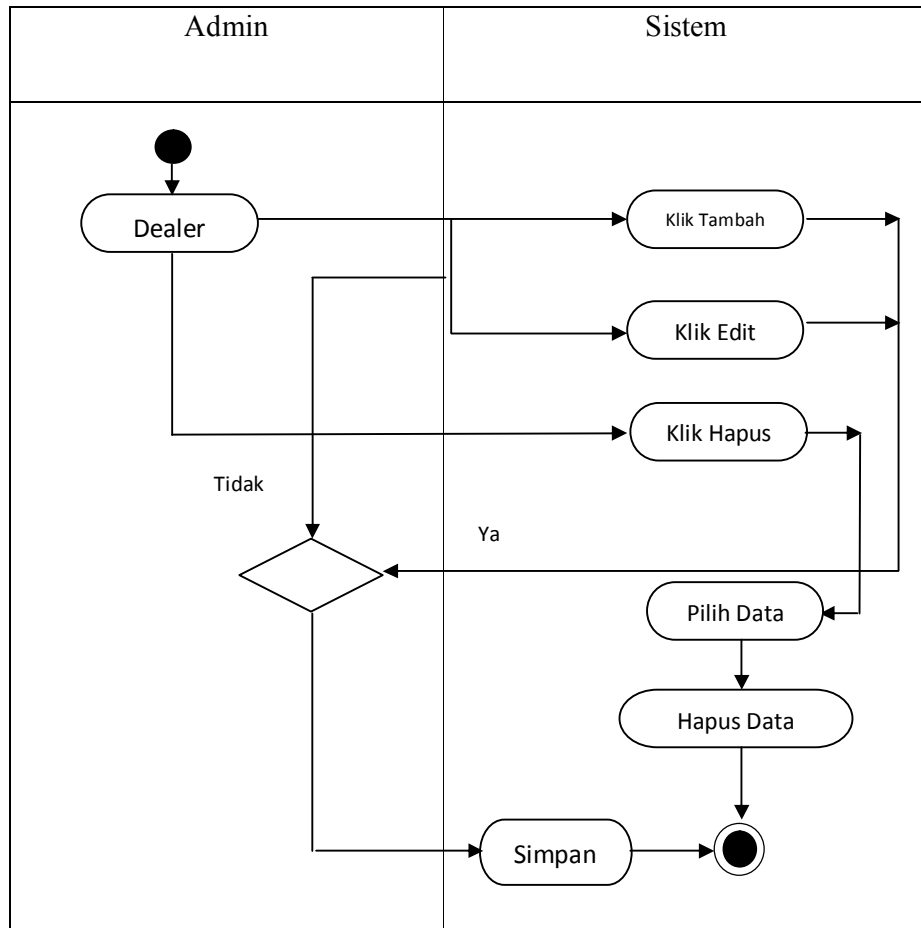 Admin
Sistem
Dealer
Klik Tambah
Klik Edit
Klik Hapus
Tidak
Ya
Pilih Data
Hapus Data
Simpan